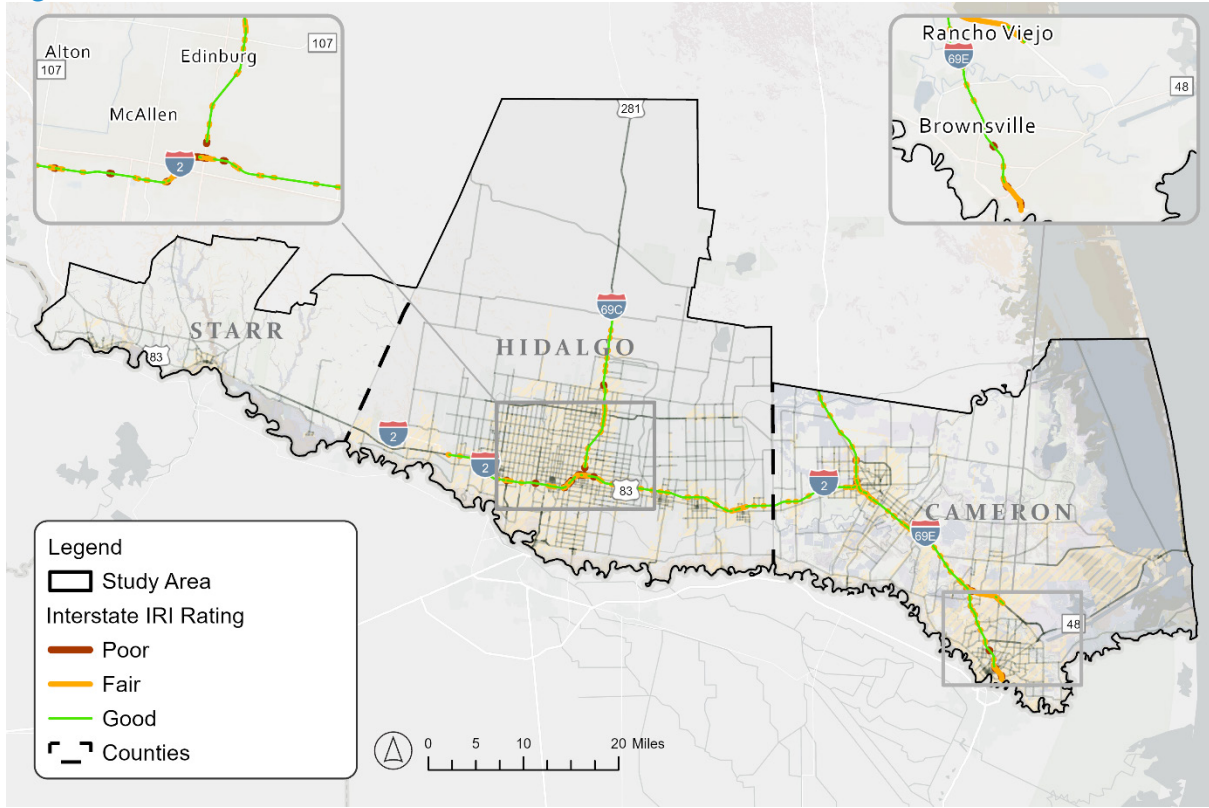 Alton
107
Edinburg
107
McAllen
2
Rancho Viejo
69E
48
Brownsville
281
STARR
83
69C
HIDALGO
2
2
83
2
CAMERON
69E
48
Legend
Study Area
Interstate IRI Rating
Poor
Fair
Good
Counties
0 5 10 20 Miles